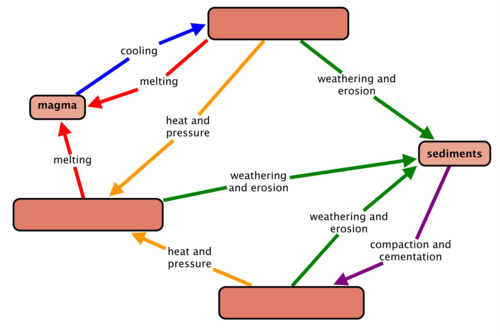 cooling
melting
weathering and
erosion
magma
heat and
pressure
sediments
melting
weathering
and erosion
weathering and
erosion
compaction and
cementation
heat and
pressure